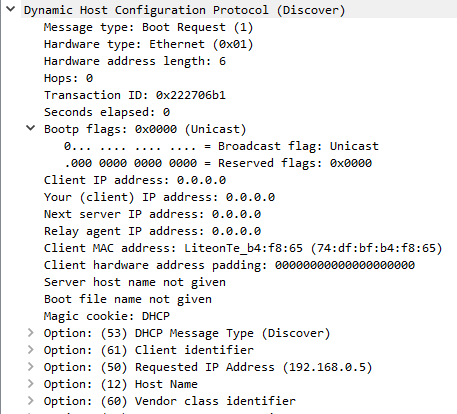 Dynamic Host Configuration Protocol (Discover)
Message type: Boot Request (1)
Hardware type: Ethernet (0x01)
Hardware address length: 6
Hops: 0
Transaction ID: 0x222706b1
Seconds elapsed: 0
Bootp flags: 0x0000 (Unicast)
0... .... .... .... = Broadcast flag: Unicast
.000 0000 0000 0000 = Reserved flags: 0x0000
Client IP address: 0.0.0.0
Your (client) IP address: 0.0.0.0
Next server IP address: 0.0.0.0
Relay agent IP address: 0.0.0.0
Client MAC address: LiteonTe_b4:f8:65 (74:df:bf:b4:f8:65)
Client hardware address padding: 00000000000000000000
Server host name not given
Boot file name not given
Magic cookie: DHCP
Option: (53) DHCP Message Type (Discover)
Option: (61) Client identifier
Option: (50) Requested IP Address (192.168.0.5)
Option: (12) Host Name
Option: (60) Vendor class identifier